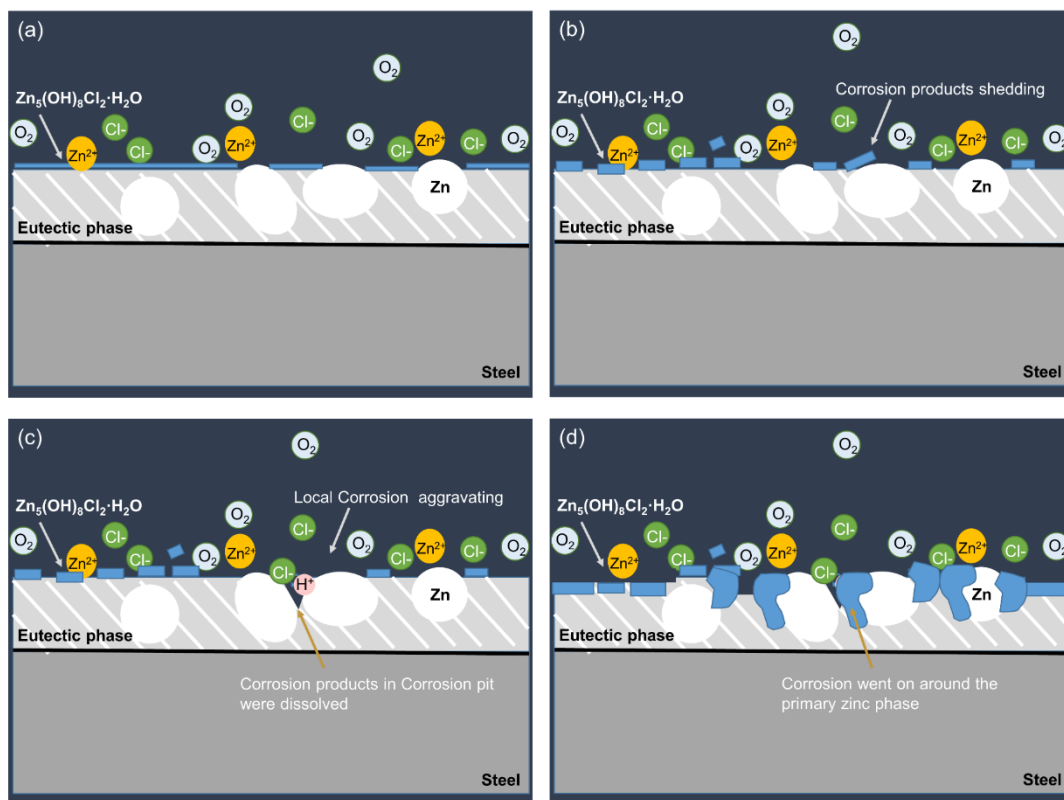 (a)
O2
O2
Zn5(OH)8Cl2·H2O
O2
Cl-
Cl-
O2
Cl-
O2
Zn2+
Cl-
O2
Zn2+
Cl-
Zn2+
Zn
Eutectic phase
Steel
(b)
O2
Corrosion products shedding
Zn5(OH)8Cl2·H2O
O2
Cl-
Zn2+
Cl-
O2
Cl-
O2
Zn2+
Cl-
O2
Cl-
Zn2+
Zn
Eutectic phase
Steel
(c)
O2
Zn5(OH)8Cl2·H2O
Local Corrosion aggravating
O2
O2
Cl-
Cl-
Zn2+
O2
Zn2+
Cl-
O2
Zn2+
Cl-
O2
Cl-
Cl-
H+
Zn
Eutectic phase
Corrosion products in Corrosion pit
were dissolved
Steel
(d)
O2
Zn5(OH)8Cl2·H2O
O2
Cl-
Zn2+
Cl-
O2
Zn2+
Cl-
O2
Zn2+
Cl-
O2
Cl-
Cl-
Zn
Eutectic phase
Corrosion went on around the
primary zinc phase
Steel